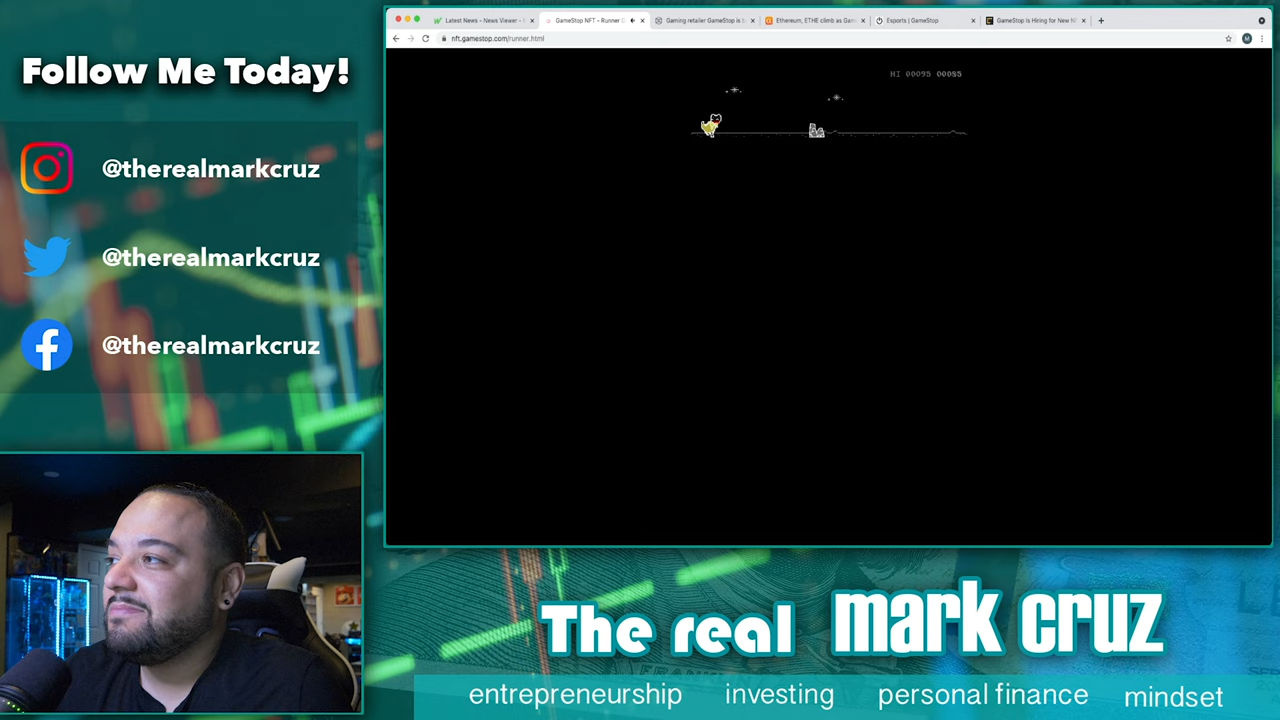 Follow Me Today!
@therealmarkcruz
@therealmarkcruz
@therealmarkcruz
Latest News - News Viewer -
GameStop NFT - Runner
Gaming retailer GameStop is
Ethereum, ETHE climb as Gam
Esports | GameStop
GameStop Is Hiring for New N
nft.gamestop.com/runner.html
M
HI 00095 00085
The real mark cruz
entrepreneurship investing personal finance mindset